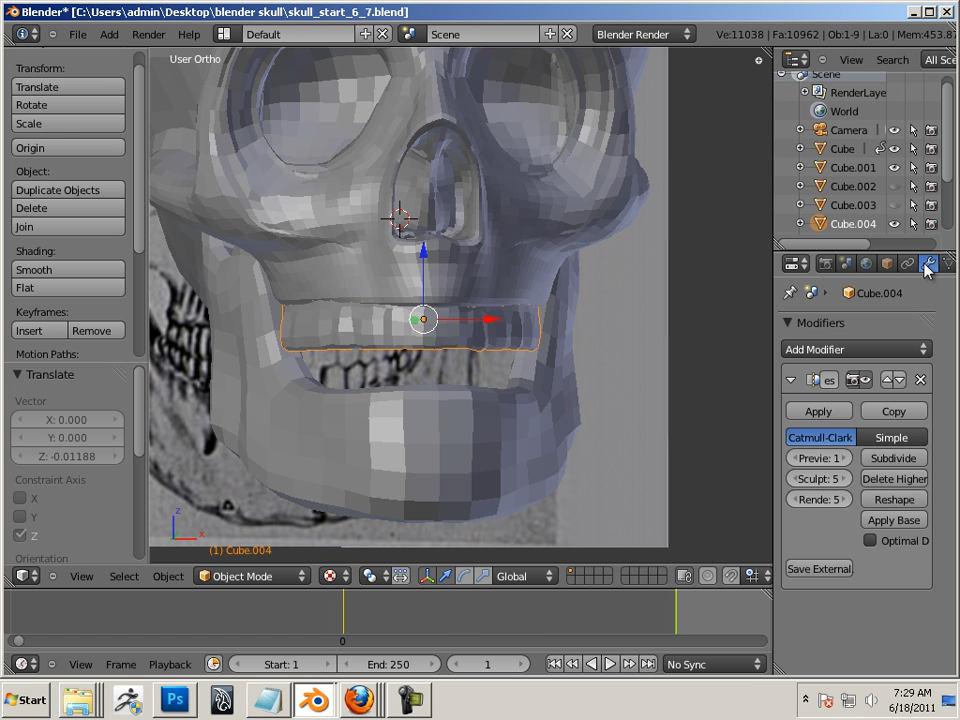 Blender* [C:\Users\admin\Desktop\blender skull\skull_start_6_7.blend]
File Add Render Help Default Scene Blender Render Ve:11038 | Fa:10962 | Ob:1-9 | La:0 | Mem:453.87
Transform:
Translate
Rotate
Scale
Origin
Object:
Duplicate Objects
Delete
Join
Shading:
Smooth
Flat
Keyframes:
Insert Remove
Motion Paths:
Translate
Vector
X: 0.000
Y: 0.000
Z: -0.01188
Constraint Axis
X
Y
Z
Orientation
User Ortho
z
x
(1) Cube.004
View Select Object Object Mode Global
0
View Frame Playback Start: 1 End: 250 1 No Sync
View Search All Sce
Scene
RenderLaye
World
Camera
Cube
Cube.001
Cube.002
Cube.003
Cube.004
Cube.004
Modifiers
Add Modifier
es
Apply Copy
Catmull-Clark Simple
Previe: 1 Subdivide
Sculpt: 5 Delete Higher
Rende: 5 Reshape
Apply Base
Optimal D
Save External.
Start Ps 7:29 AM
6/18/2011